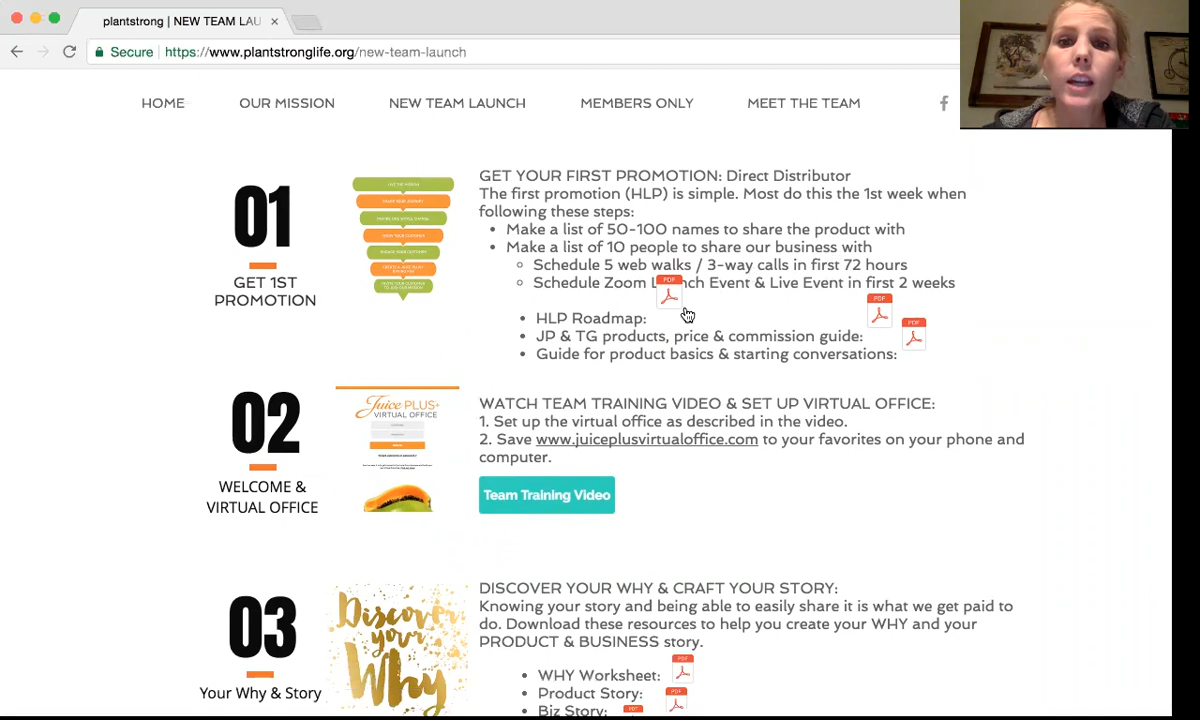 plantstrong | NEW TEAM LAU
Secure https://www.plantstronglife.org/new-team-launch
HOME OUR MISSION NEW TEAM LAUNCH MEMBERS ONLY MEET THE TEAM
01
GET 1ST
PROMOTION
GET YOUR FIRST PROMOTION: Direct Distributor
The first promotion (HLP) is simple. Most do this the 1st week when
following these steps:
Make a list of 50-100 names to share the product with
Make a list of 10 people to share our business with
Schedule 5 web walks / 3-way calls in first 72 hours
Schedule Zoom L nch Event & Live Event in first 2 weeks
PDF
HLP Roadmap:
PDF
JP & TG products, price & commission guide:
PDF
Guide for product basics & starting conversations:
02
WELCOME &
VIRTUAL OFFICE
Juice PLUS+
VIRTUAL OFFICE
WATCH TEAM TRAINING VIDEO & SET UP VIRTUAL OFFICE:
1. Set up the virtual office as described in the video.
2. Save www.juiceplusvirtualoffice.com to your favorites on your phone and
computer.
Team Training Video
03
Your Why & Story
Discover
your
Why
DISCOVER YOUR WHY & CRAFT YOUR STORY:
Knowing your story and being able to easily share it is what we get paid to
do. Download these resources to help you create your WHY and your
PRODUCT & BUSINESS story.
WHY Worksheet:
PDF
Product Story:
PDF
Biz Story:
PDF